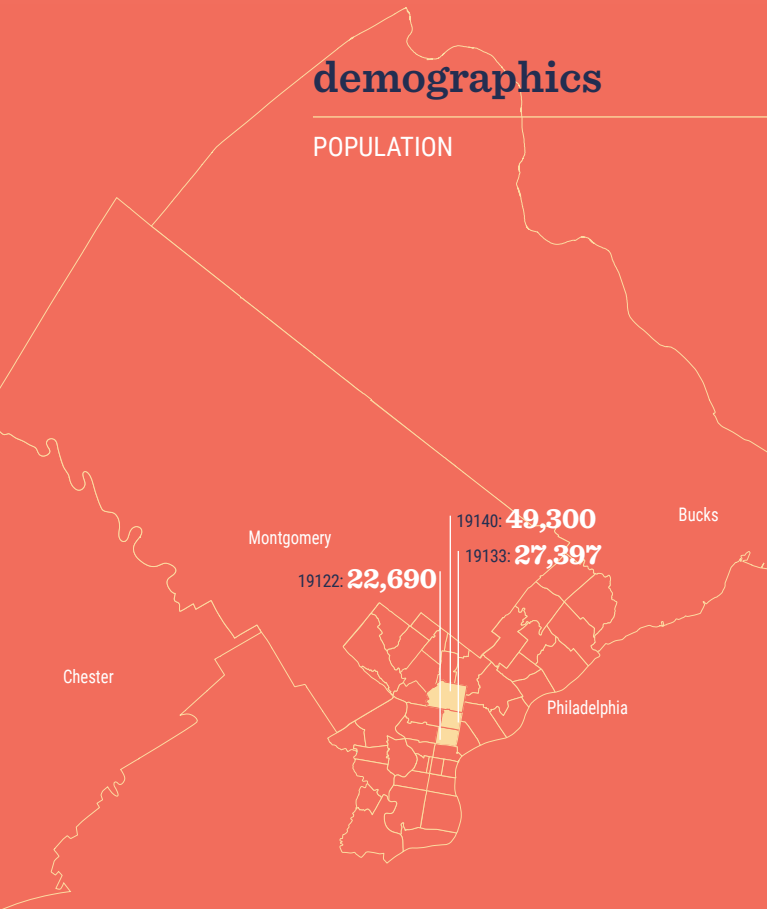 demographics
POPULATION
19140: 49,300
Bucks
Montgomery
19133: 27,397
19122: 22,690
Chester
Philadelphia